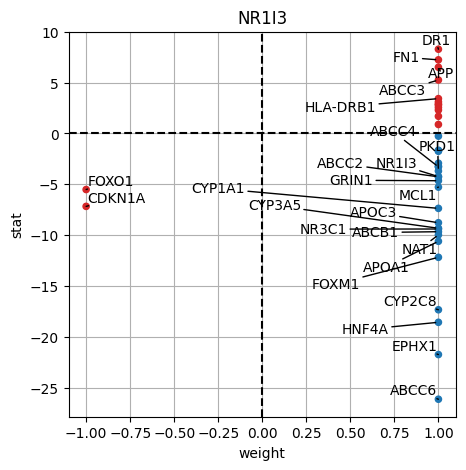 NR1I3
10
5
0
−5
−10
−15
−20
−25
stat
DR1
FN1
APP
ABCC3
HLA-DRB1
ABCC4
PKD1
ABCC2
NR1I3
GRIN1
FOXO1
CYP1A1
CDKN1A
MCL1
CYP3A5
APOC3
NR3C1
ABCB1
NAT1
APOA1
FOXM1
CYP2C8
HNF4A
EPHX1
ABCC6
−1.00 −0.75 −0.50 −0.25 0.00 0.25 0.50 0.75 1.00
weight